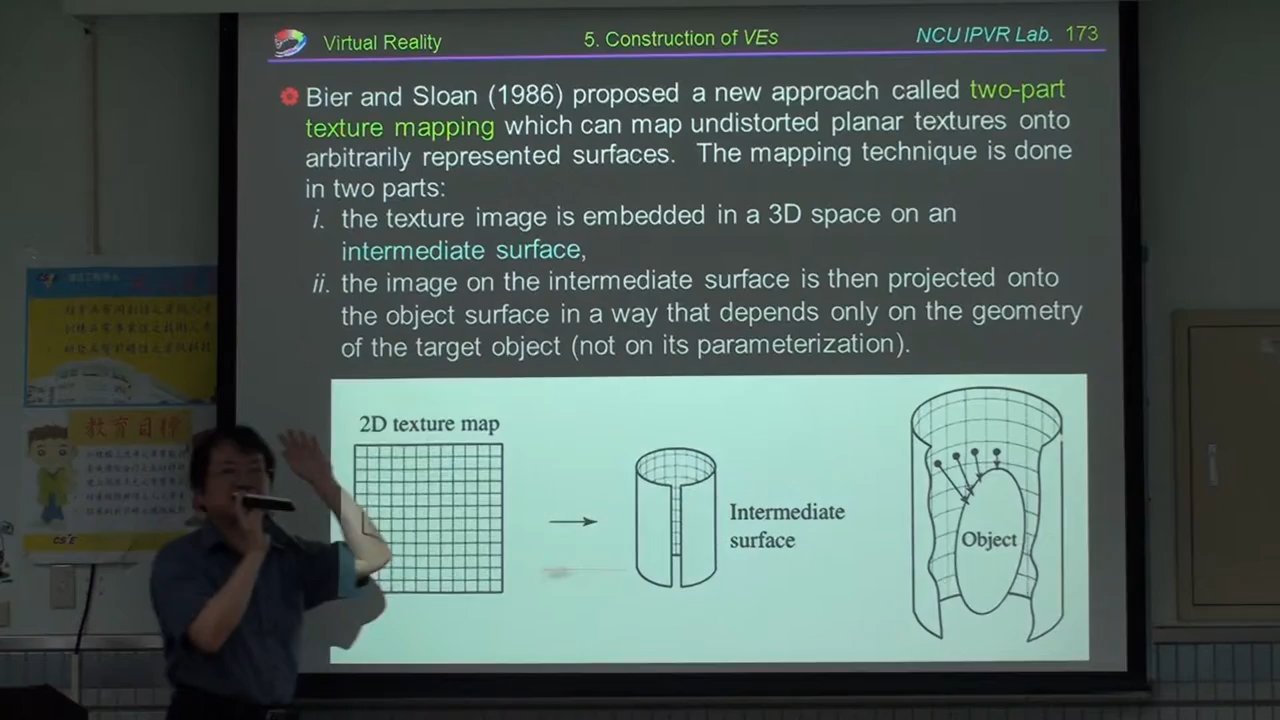 Virtual Reality 5. Construction of VEs NCU IPVR Lab. 173
Bier and Sloan (1986) proposed a new approach called two-part
texture mapping which can map undistorted planar textures onto
arbitrarily represented surfaces. The mapping technique is done
in two parts:
i. the texture image is embedded in a 3D space on an
intermediate surface,
ii. the image on the intermediate surface is then projected onto
the object surface in a way that depends only on the geometry
of the target object (not on its parameterization).
2D texture map
Intermediate
surface
Object
教育目標